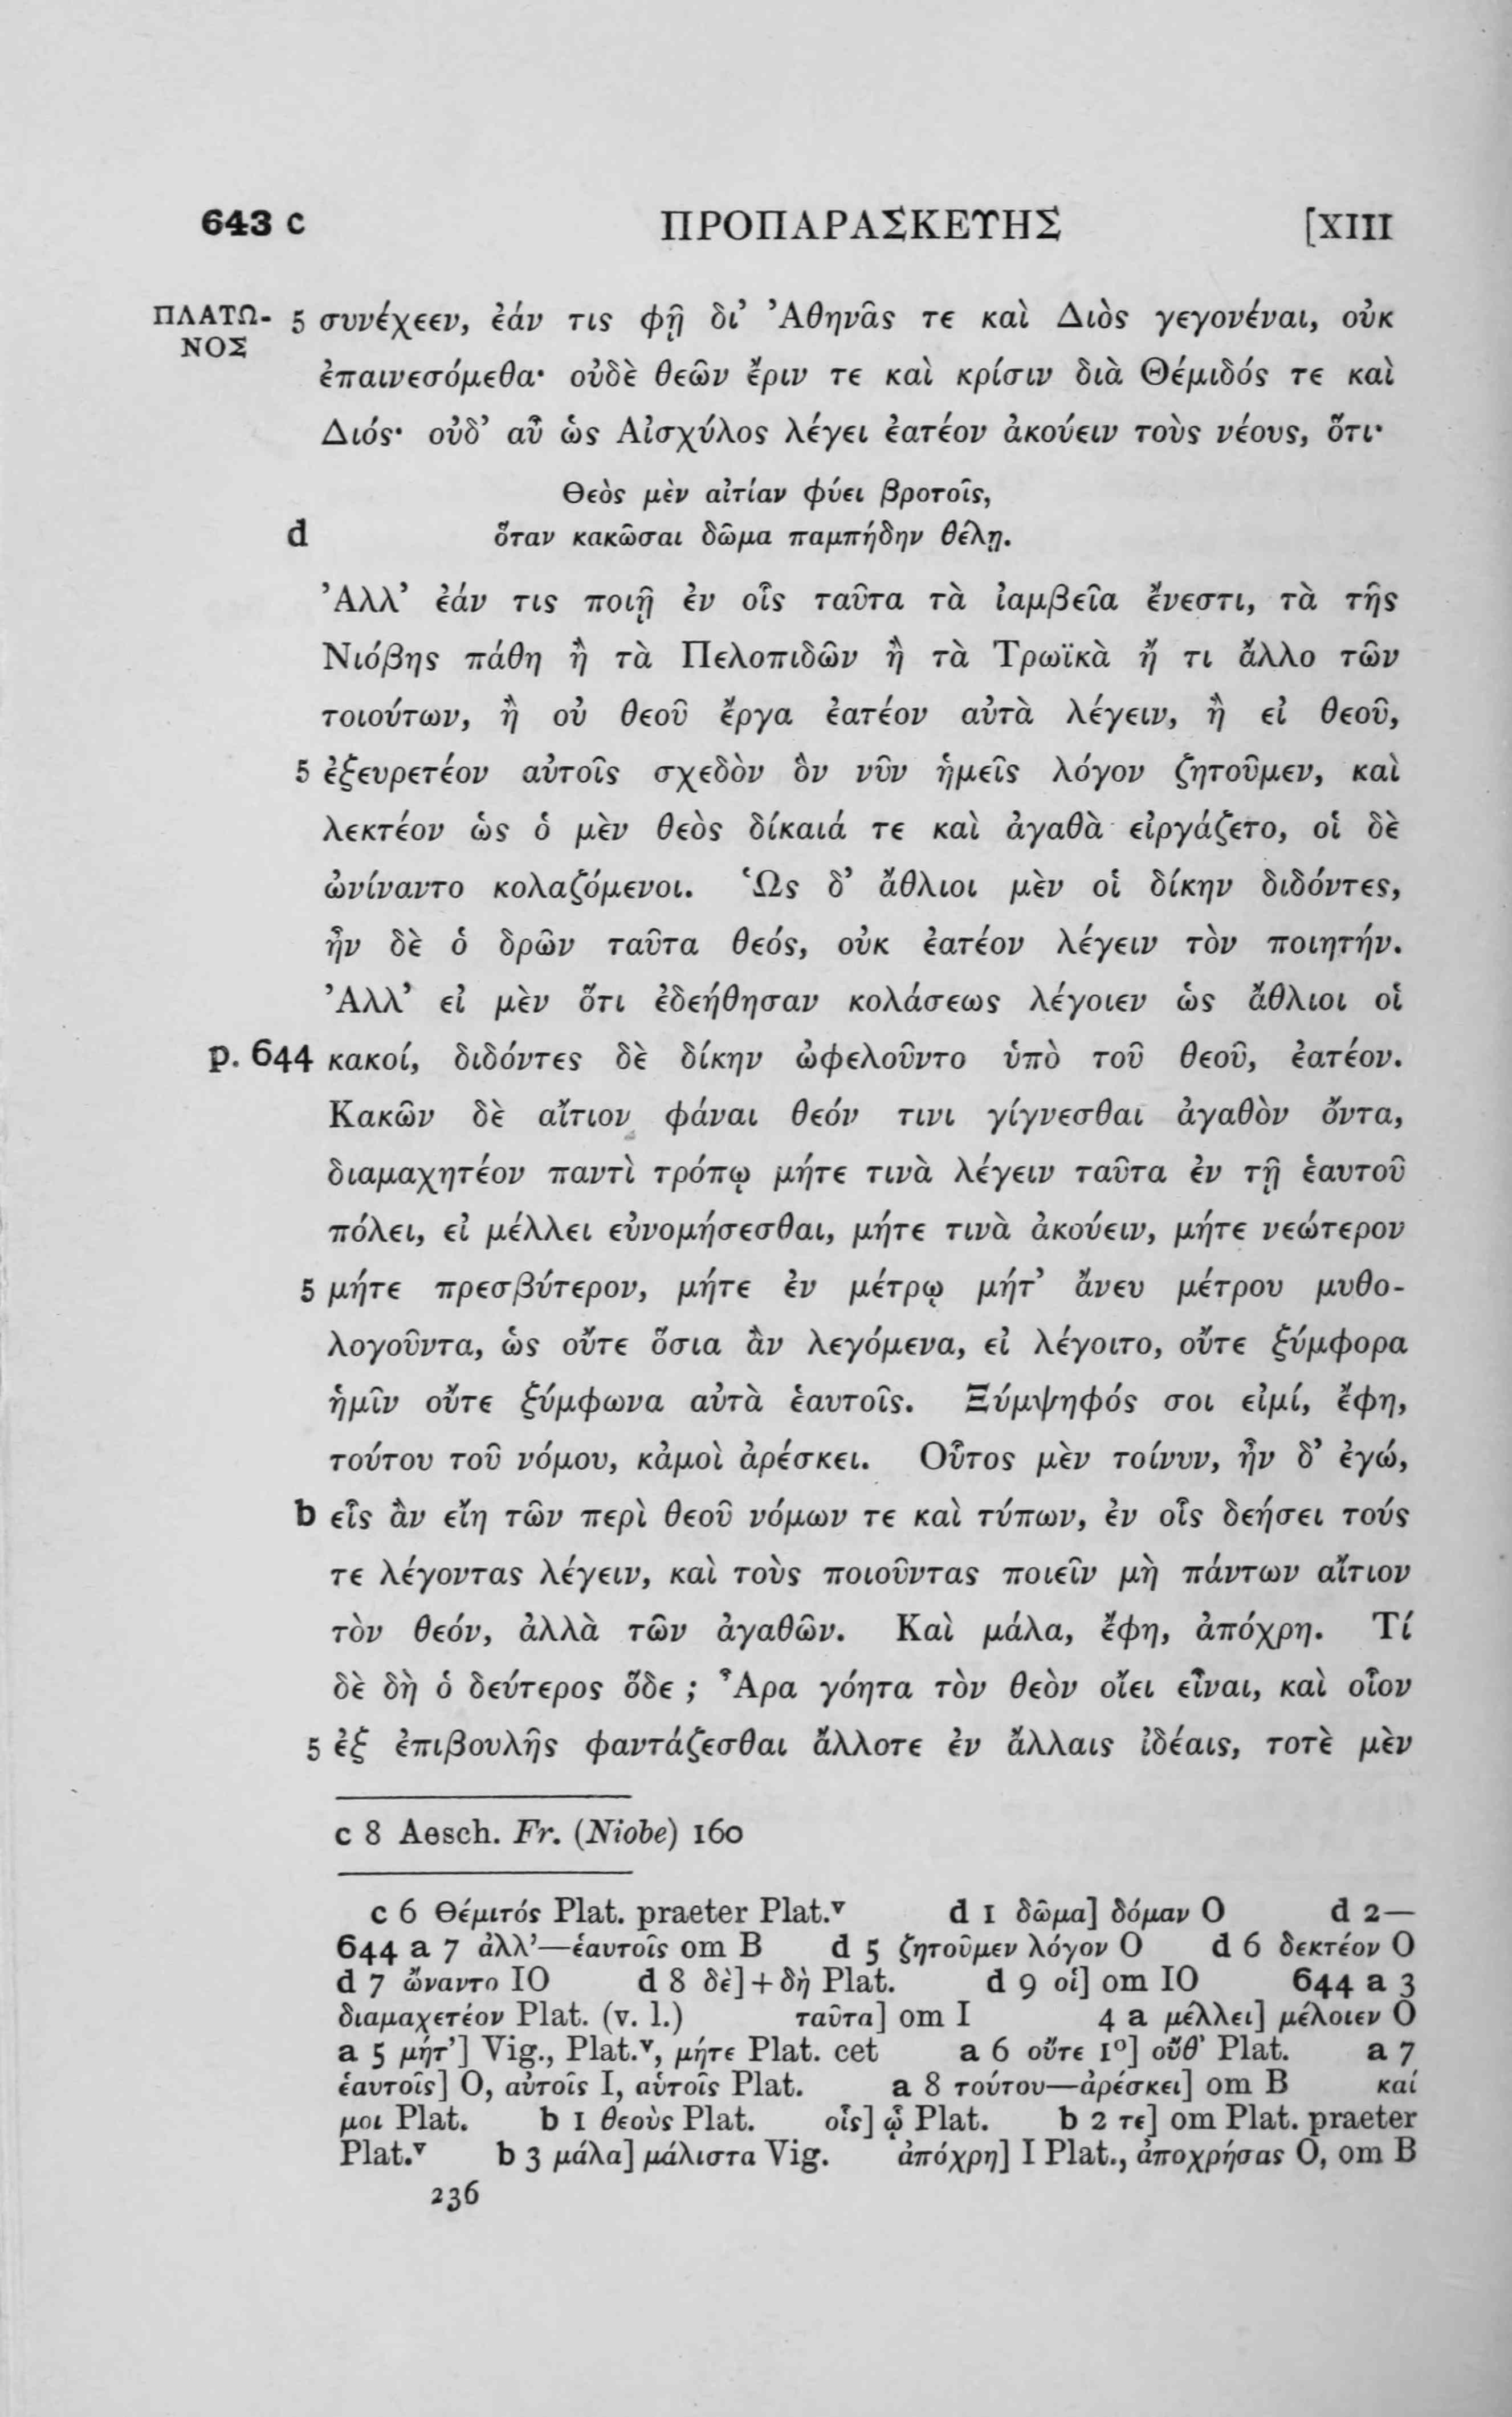 643 c ΠΡΟΠΑΡΑΣΚΕΥΗΣ [XIII
ΠΛΑΤΩ- 5 συνέχεεν, ἐάν τις φῇ δι’ Ἀθηνᾶς τε καὶ Διὸς γεγονέναι, οὐκ
ΝΟΣ
ἐπαινεσόμεθα· οὐδὲ θεῶν ἔριν τε καὶ κρίσιν διὰ Θέμιδός τε καὶ
Διός· οὐδ’ αὖ ὡς Αἰσχύλος λέγει ἐατέον ἀκούειν τοὺς νέους, ὅτι·
Θεὸς μὲν αἰτίαν φύει βροτοῖς,
d ὅταν κακῶσαι δῶμα παμπήδην θέλῃ.
Ἀλλ’ ἐάν τις ποιῇ ἐν οἷς ταῦτα τὰ ἰαμβεῖα ἔνεστι, τὰ τῆς
Νιόβης πάθη ἢ τὰ Πελοπιδῶν ἢ τὰ Τρωϊκὰ ἤ τι ἄλλο τῶν
τοιούτων, ἢ οὐ θεοῦ ἔργα ἐατέον αὐτὰ λέγειν, ἢ εἰ θεοῦ,
5 ἐξευρετέον αὐτοῖς σχεδὸν ὃν νῦν ἡμεῖς λόγον ζητοῦμεν, καὶ
λεκτέον ὡς ὁ μὲν θεὸς δίκαιά τε καὶ ἀγαθὰ εἰργάζετο, οἱ δὲ
ὠνίναντο κολαζόμενοι. Ὡς δ’ ἄθλιοι μὲν οἱ δίκην διδόντες,
ἦν δὲ ὁ δρῶν ταῦτα θεός, οὐκ ἐατέον λέγειν τὸν ποιητήν.
Ἀλλ’ εἰ μὲν ὅτι ἐδεήθησαν κολάσεως λέγοιεν ὡς ἄθλιοι οἱ
p. 644 κακοί, διδόντες δὲ δίκην ὠφελοῦντο ὑπὸ τοῦ θεοῦ, ἐατέον.
Κακῶν δὲ αἴτιον φάναι θεόν τινι γίγνεσθαι ἀγαθὸν ὄντα,
διαμαχητέον παντὶ τρόπῳ μήτε τινὰ λέγειν ταῦτα ἐν τῇ ἑαυτοῦ
πόλει, εἰ μέλλει εὐνομήσεσθαι, μήτε τινὰ ἀκούειν, μήτε νεώτερον
5 μήτε πρεσβύτερον, μήτε ἐν μέτρῳ μήτ’ ἄνευ μέτρου μυθο-
λογοῦντα, ὡς οὔτε ὅσια ἂν λεγόμενα, εἰ λέγοιτο, οὔτε ξύμφορα
ἡμῖν οὔτε ξύμφωνα αὐτὰ ἑαυτοῖς. Ξύμψηφός σοι εἰμί, ἔφη,
τούτου τοῦ νόμου, κἀμοὶ ἀρέσκει. Οὗτος μὲν τοίνυν, ἦν δ’ ἐγώ,
b εἷς ἂν εἴη τῶν περὶ θεοῦ νόμων τε καὶ τύπων, ἐν οἷς δεήσει τούς
τε λέγοντας λέγειν, καὶ τοὺς ποιοῦντας ποιεῖν μὴ πάντων αἴτιον
τὸν θεόν, ἀλλὰ τῶν ἀγαθῶν. Καὶ μάλα, ἔφη, ἀπόχρη. Τί
δὲ δὴ ὁ δεύτερος ὅδε ; Ἆρα γόητα τὸν θεὸν οἴει εἶναι, καὶ οἷον
5 ἐξ ἐπιβουλῆς φαντάζεσθαι ἄλλοτε ἐν ἄλλαις ἰδέαις, τοτὲ μὲν
c 8 Aesch. Fr. (Niobe) 160
c 6 Θέμιτός Plat. praeter Plat.ᵛ d 1 δῶμα] δόμαν O d 2—
644 a 7 ἀλλ’—ἑαυτοῖς om B d 5 ζητοῦμεν λόγον O d 6 δεκτέον O
d 7 ὤναντο IO d 8 δὲ]+δὴ Plat. d 9 οἱ] om IO 644 a 3
διαμαχετέον Plat. (v. l.) ταῦτα] om I 4 a μέλλει] μέλοιεν O
a 5 μήτ’] Vig., Plat.ᵛ, μήτε Plat. cet a 6 οὔτε 1⁰] οὔθ’ Plat. a 7
ἑαυτοῖς] O, αὐτοῖς I, αὑτοῖς Plat. a 8 τούτου—ἀρέσκει] om B καί
μοι Plat. b 1 θεοὺς Plat. οἷς] ᾧ Plat. b 2 τε] om Plat. praeter
Plat.ᵛ b 3 μάλα] μάλιστα Vig. ἀπόχρη] I Plat., ἀποχρήσας O, om B
236